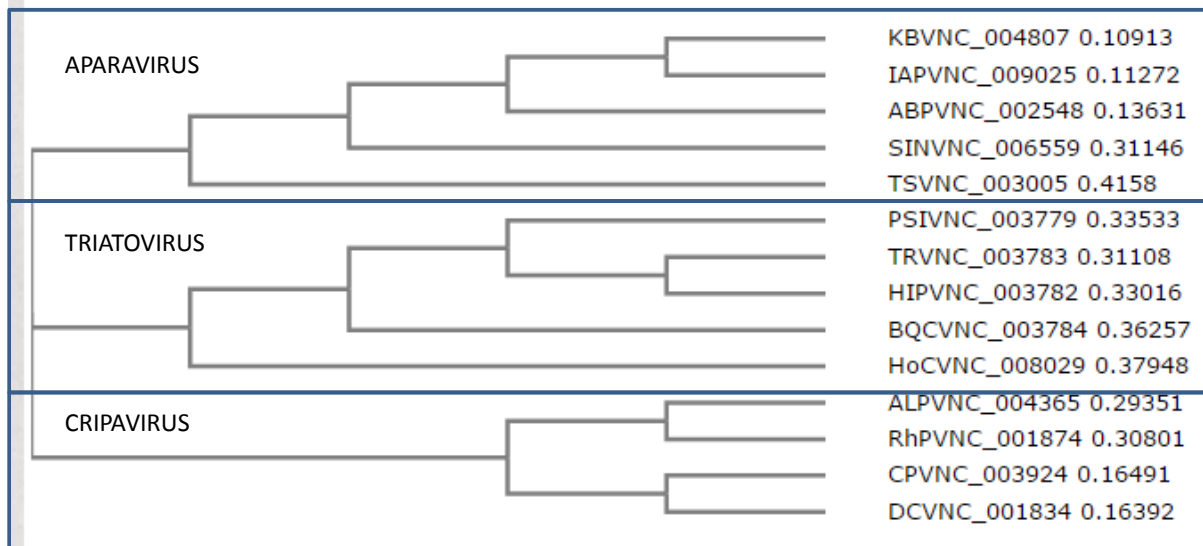 APARAVIRUS
KBVNC_004807 0.10913
IAPVNC_009025 0.11272
ABPVNC_002548 0.13631
SINVNC_006559 0.31146
TSVNC_003005 0.4158
TRIATOVIRUS
PSIVNC_003779 0.33533
TRVNC_003783 0.31108
HIPVNC_003782 0.33016
BQCVNC_003784 0.36257
HoCVNC_008029 0.37948
CRIPAVIRUS
ALPVNC_004365 0.29351
RhPVNC_001874 0.30801
CPVNC_003924 0.16491
DCVNC_001834 0.16392